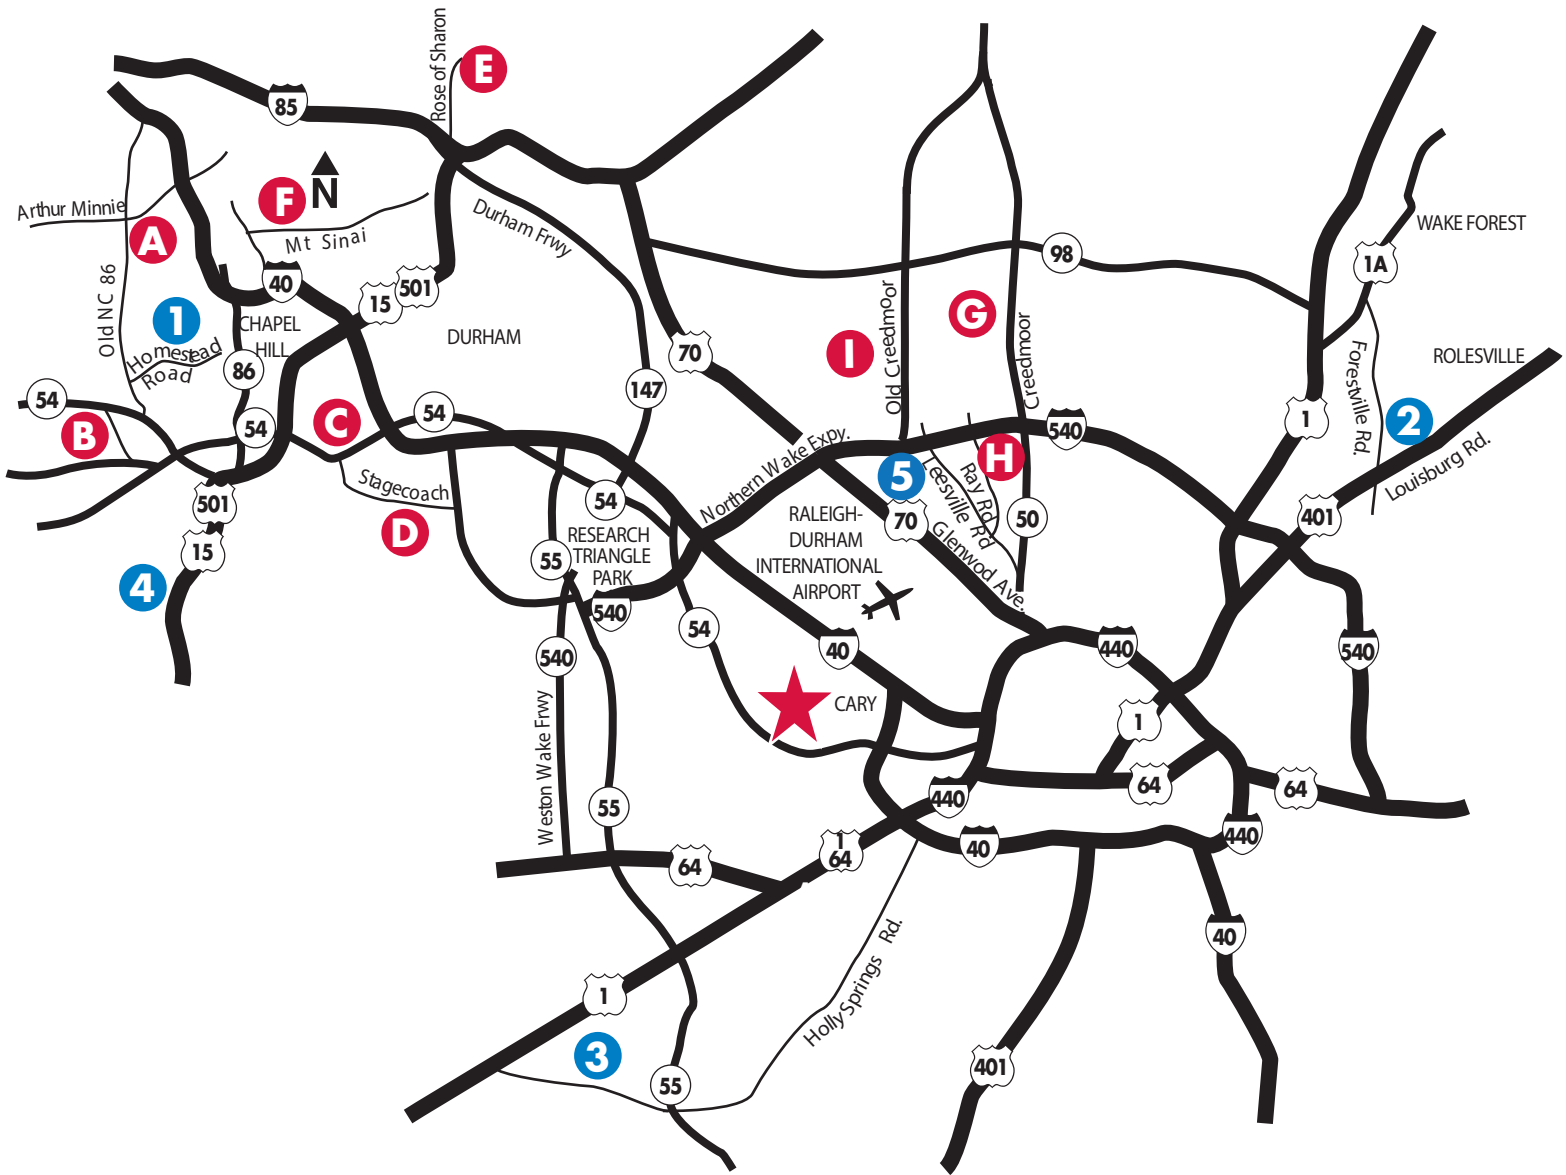 Rose of Sharon
E
85
F
N
Arthur Minnie
A
Mt Sinai
Durham Frwy
98
WAKE FOREST
1A
Old NC 86
40
15
501
1
CHAPEL
HILL
DURHAM
G
I
Old Creedmoor
Creedmoor
70
Homestead
Road
86
147
Forestville Rd.
ROLESVILLE
54
B
54
C
54
1
2
540
Northern Wake Expy.
H
5
Leesville Rd
Ray Rd
Louisburg Rd.
Stagecoach
D
501
54
15
4
RESEARCH
TRIANGLE
PARK
55
540
RALEIGH-
DURHAM
INTERNATIONAL
AIRPORT
70
Glenwod Ave.
50
401
54
40
440
540
540
CARY
1
Weston Wake Frwy
55
64
64
440
440
1
64
40
64
Holly Springs Rd.
40
1
3
55
401